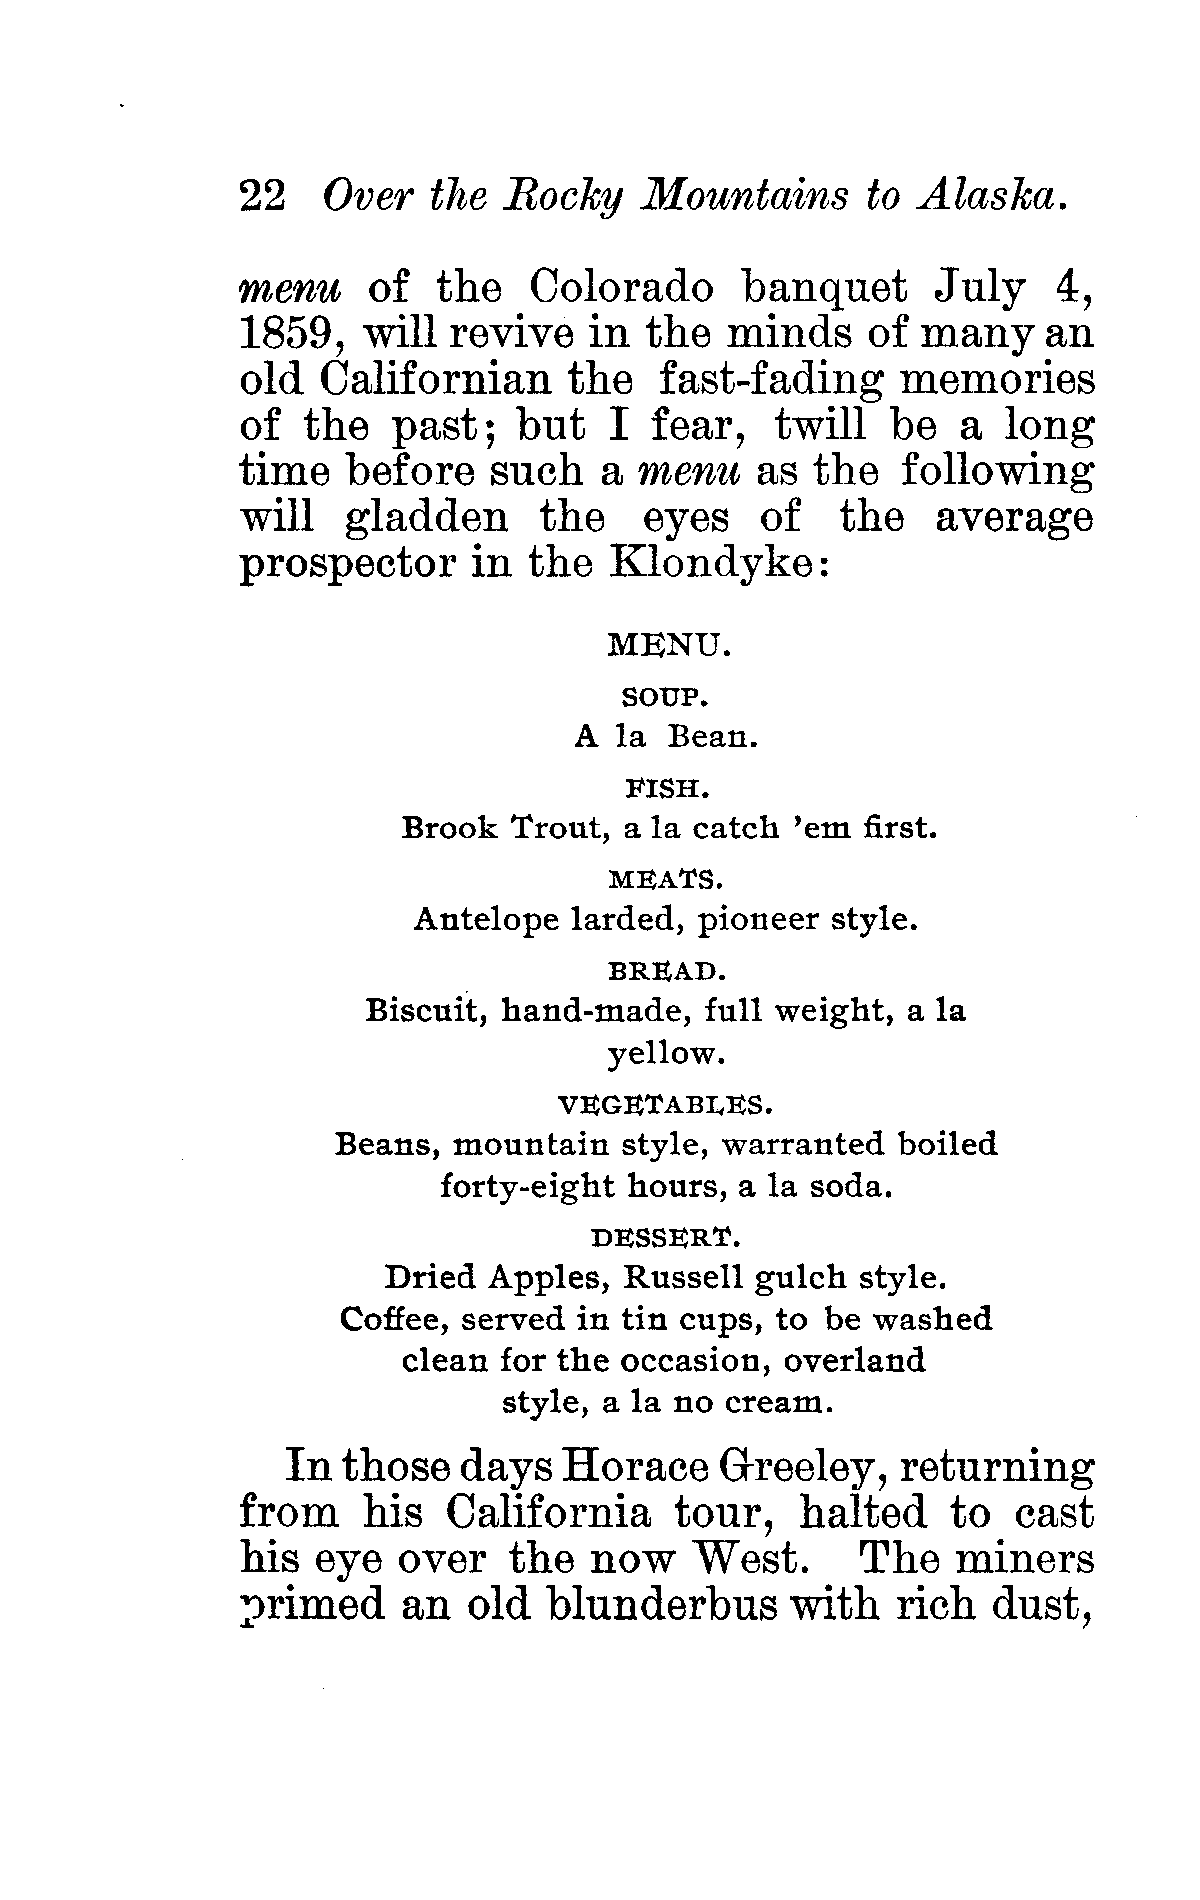 22 Over the Rocky Mountains to Alaska.
menu of the Colorado banquet July 4,
1859, will revive in the minds of many an
old Californian the fast-fading memories
of the past; but I fear, twill be a long
time before such a menu as the following
will gladden the eyes of the average
prospector in the Klondyke:
MENU.
SOUP.
A la Bean.
FISH.
Brook Trout, a la catch 'em first.
MEATS.
Antelope larded, pioneer style.
BREAD.
Biscuit, hand-made, full weight, a la
yellow.
VEGETABLES.
Beans, mountain style, warranted boiled
forty-eight hours, a la soda.
DESSERT.
Dried Apples, Russell gulch style.
Coffee, served in tin cups, to be washed
clean for the occasion, overland
style, a la no cream.
In those days Horace Greeley, returning
from his California tour, halted to cast
his eye over the now West. The miners
primed an old blunderbus with rich dust,